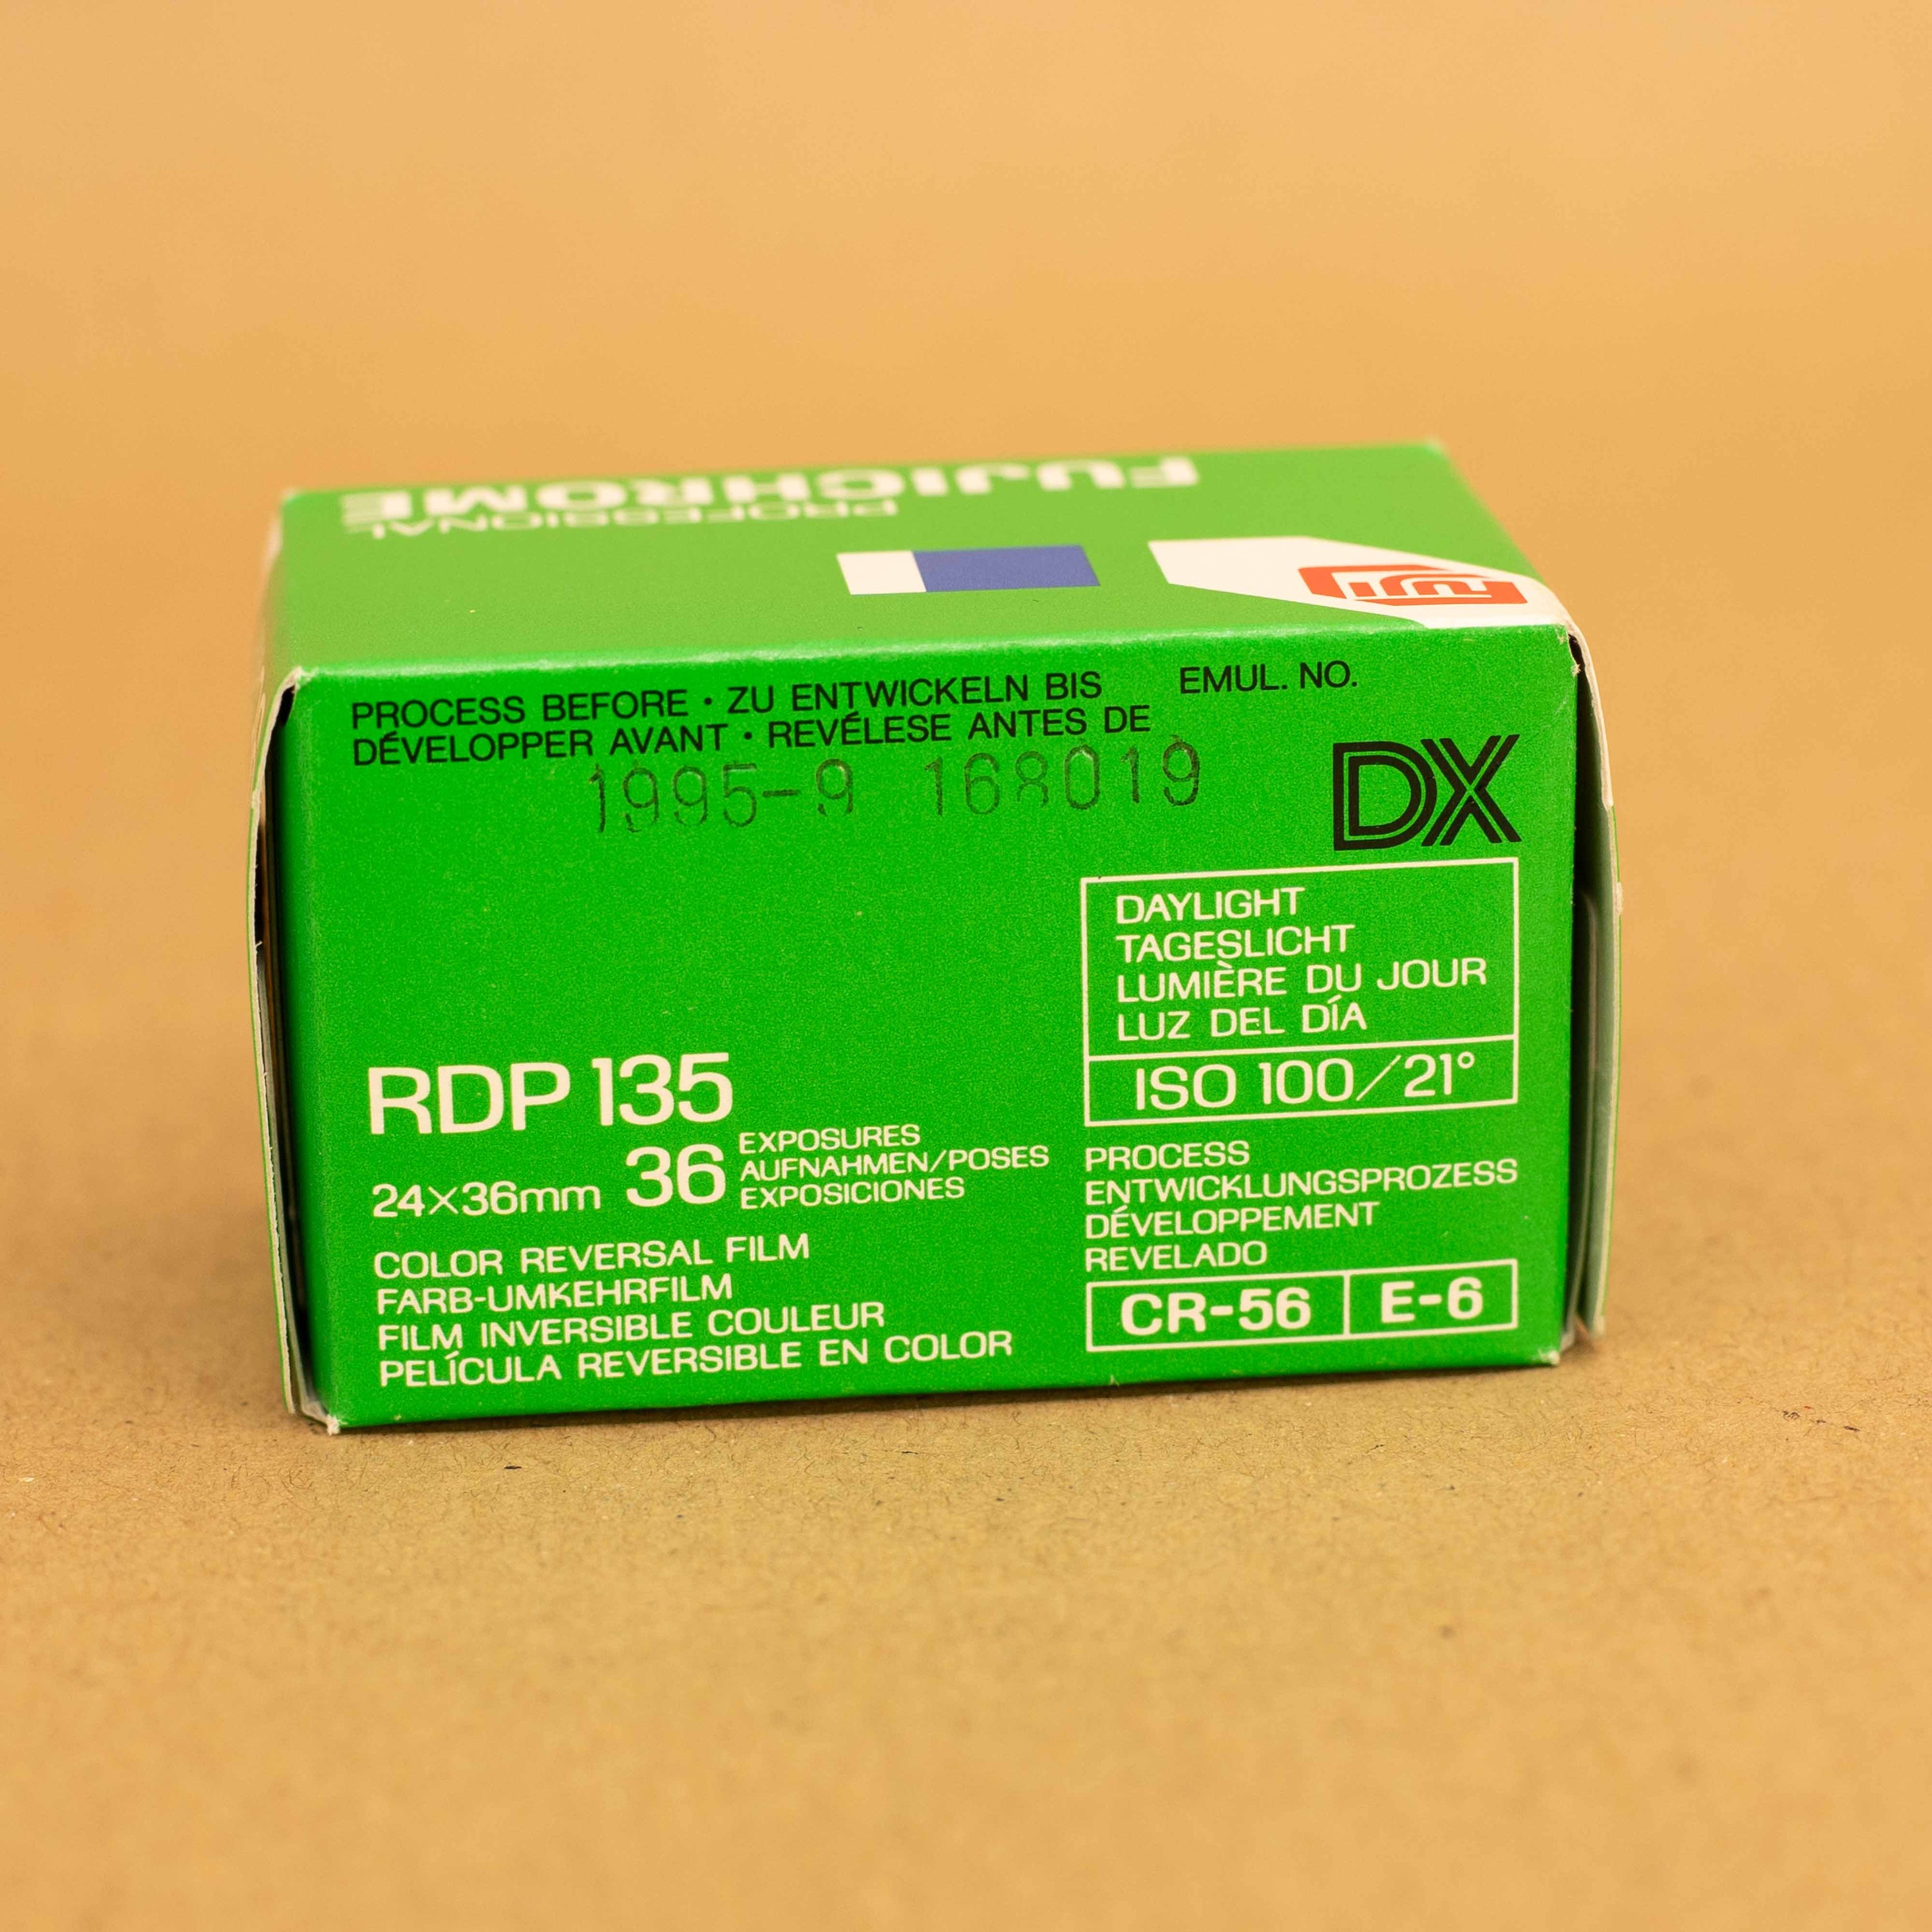 FUJICHROME
PROFESSIONAL
FUJI
PROCESS BEFORE · ZU ENTWICKELN BIS
DÉVELOPPER AVANT · REVÉLESE ANTES DE
EMUL. NO.
1995-9 168019
DX
DAYLIGHT
TAGESLICHT
LUMIÈRE DU JOUR
LUZ DEL DÍA
ISO 100/21°
RDP 135
24×36mm 36 EXPOSURES
AUFNAHMEN/POSES
EXPOSICIONES
COLOR REVERSAL FILM
FARB-UMKEHRFILM
FILM INVERSIBLE COULEUR
PELÍCULA REVERSIBLE EN COLOR
PROCESS
ENTWICKLUNGSPROZESS
DÉVELOPPEMENT
REVELADO
CR-56 E-6